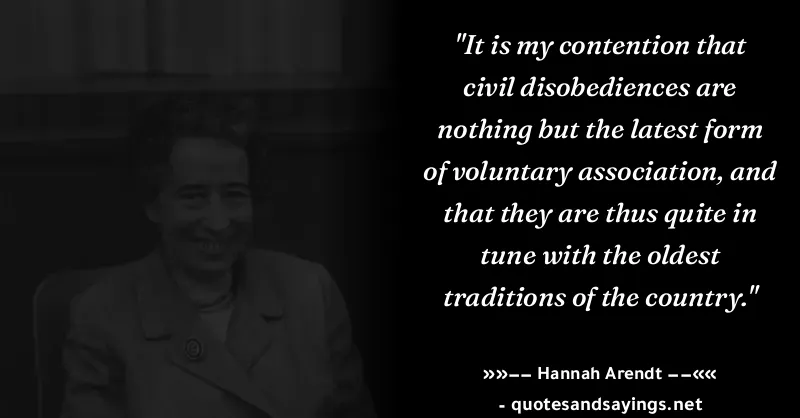 "It is my contention that
civil disobediences are
nothing but the latest form
of voluntary association, and
that they are thus quite in
tune with the oldest
traditions of the country."
»»–– Hannah Arendt ––««
- quotesandsayings.net